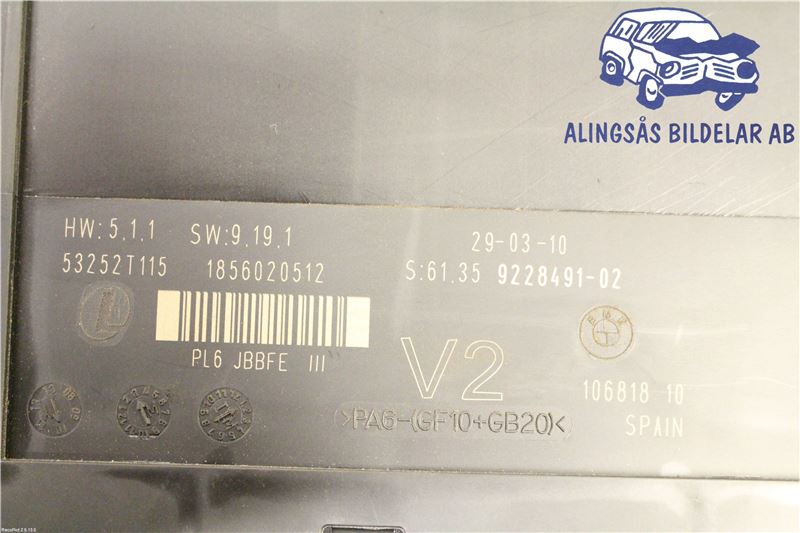 ALINGSÅS BILDELAR AB
HW:5.1.1 SW:9.19.1 29-03-10
53252T115 1856020512 S:61.35 9228491-02
BMW
PL6 JBBFE III
V2
106818 10
>PA6-(GF10+GB20)<
SPAIN